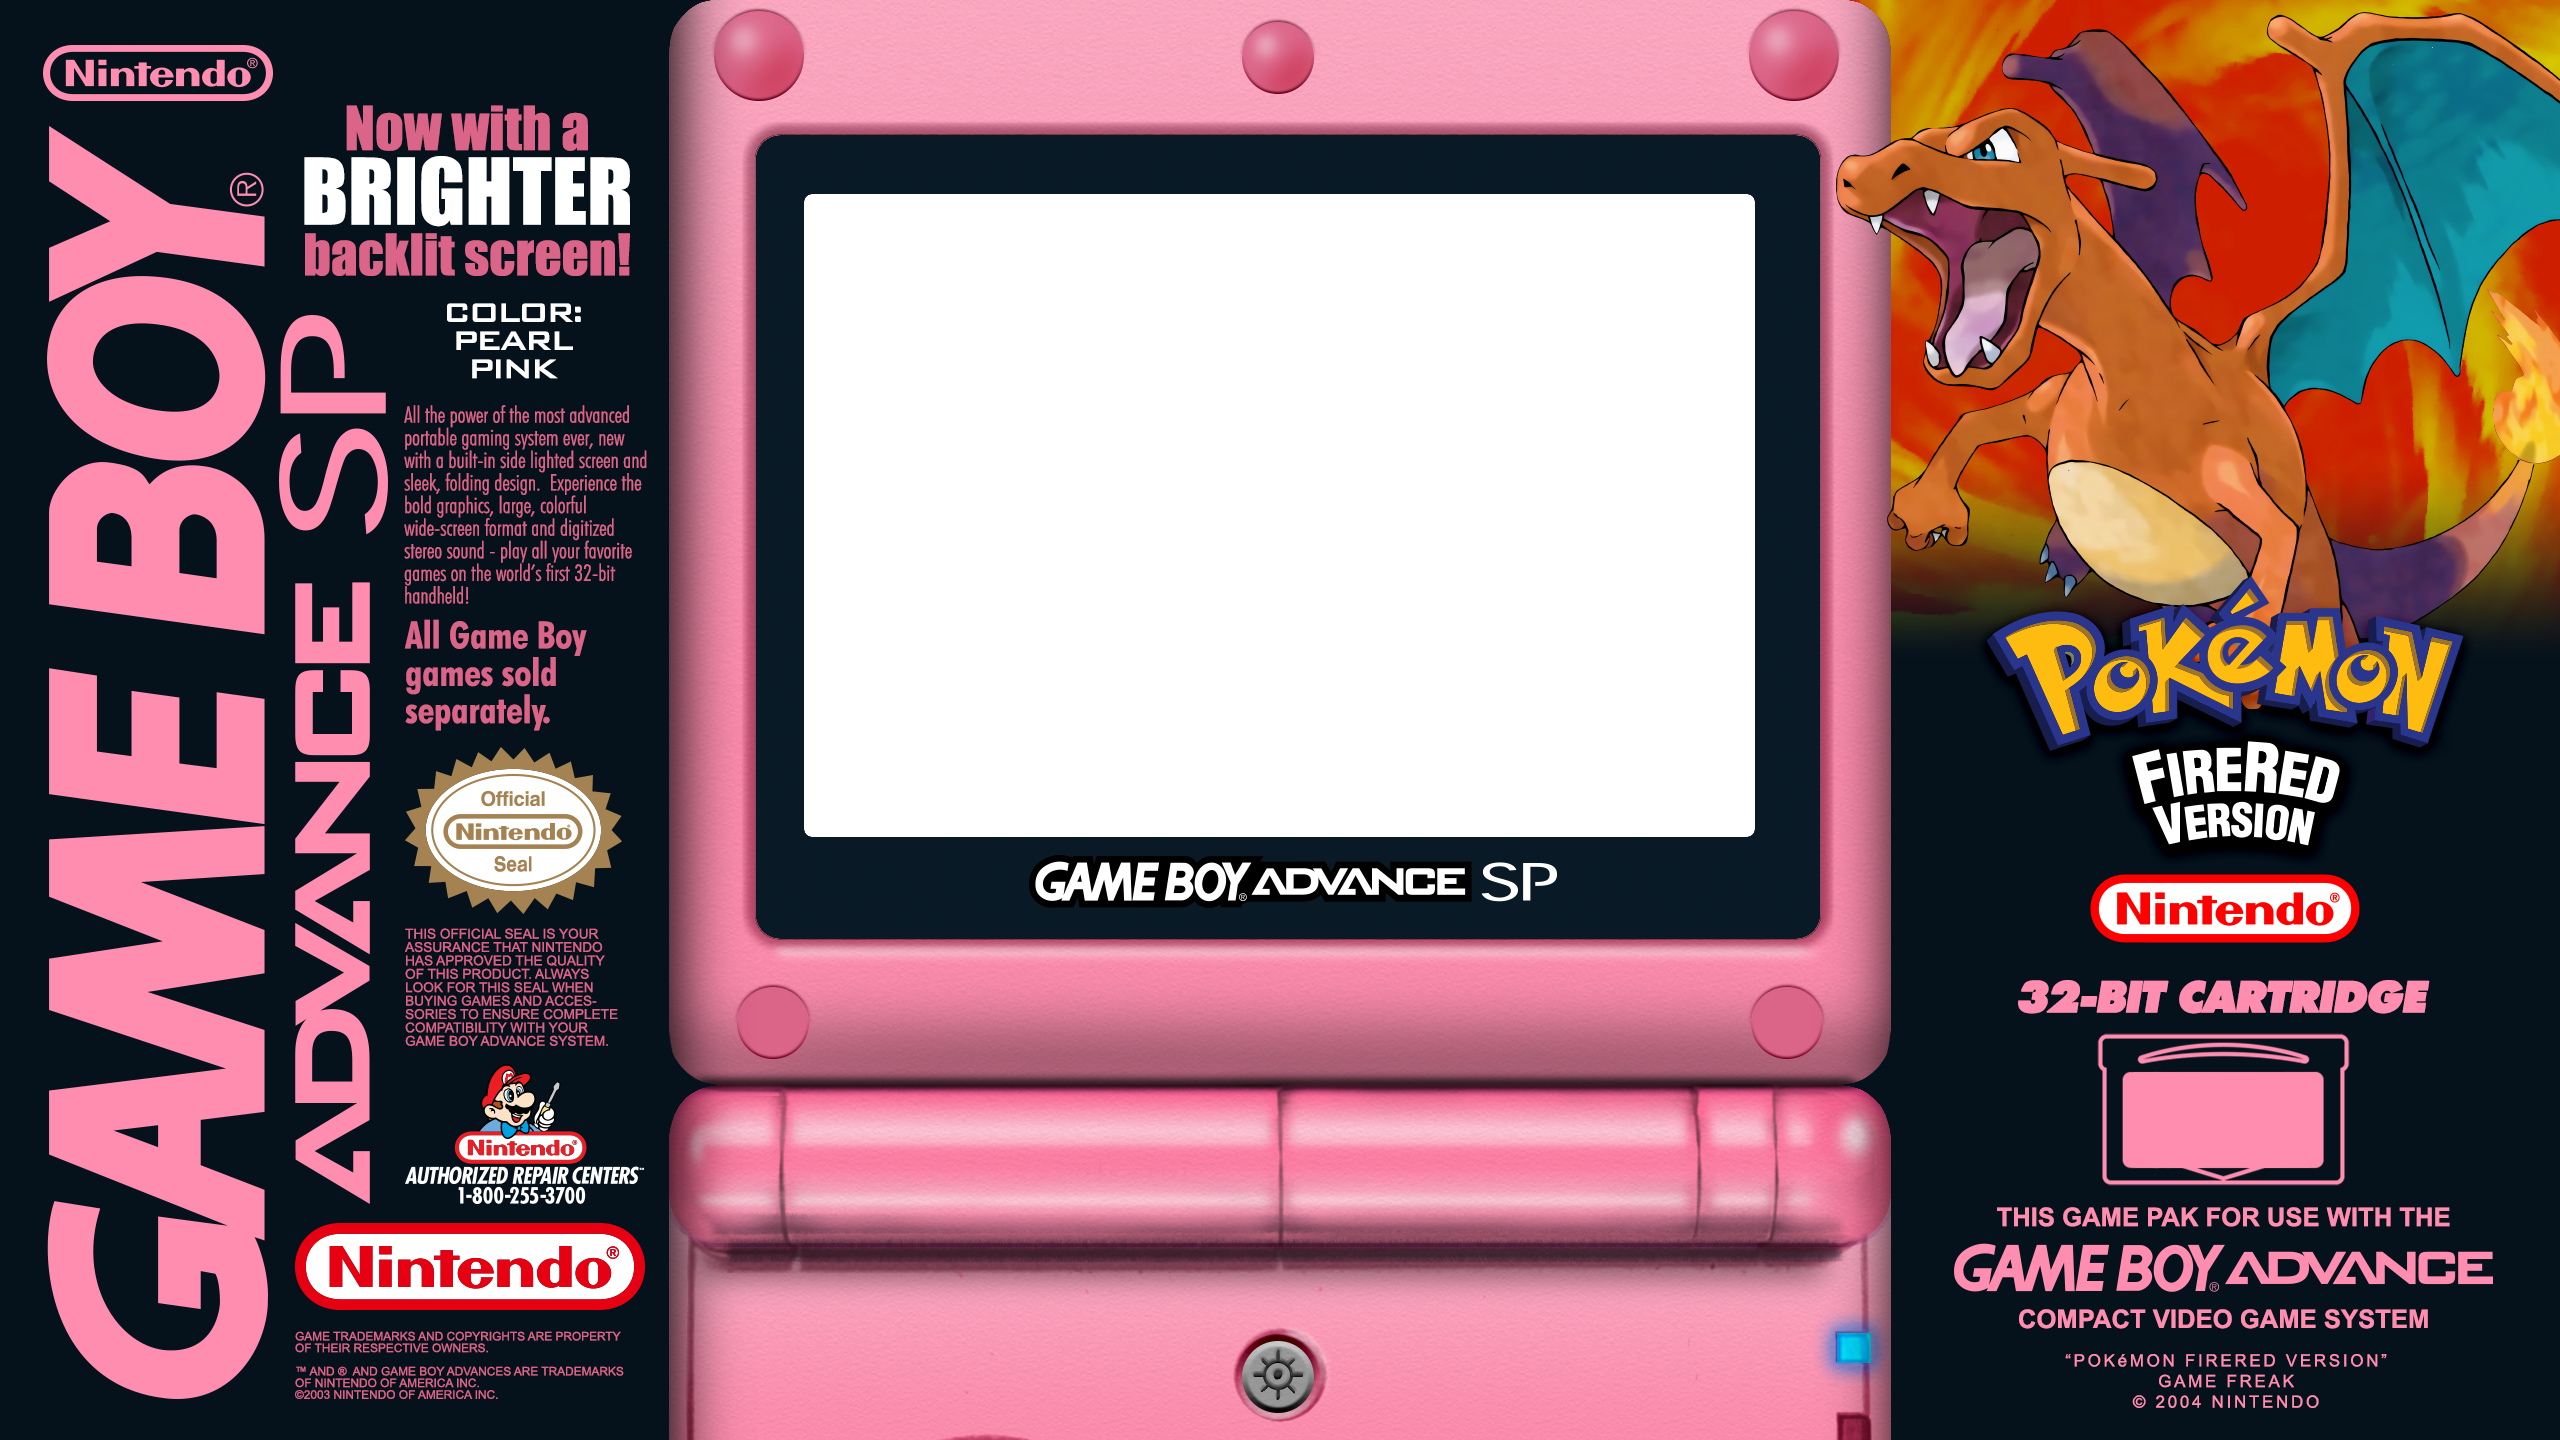 Nintendo®
GAME BOY®
ADVANCE SP
Now with a
BRIGHTER
backlit screen!
COLOR:
PEARL
PINK
All the power of the most advanced
portable gaming system ever, new
with a built-in side lighted screen and
sleek, folding design.  Experience the
bold graphics, large, colorful
wide-screen format and digitized
stereo sound - play all your favorite
games on the world's first 32-bit
handheld!
All Game Boy
games sold
separately.
Official
Nintendo®
Seal
THIS OFFICIAL SEAL IS YOUR
ASSURANCE THAT NINTENDO
HAS APPROVED THE QUALITY
OF THIS PRODUCT. ALWAYS
LOOK FOR THIS SEAL WHEN
BUYING GAMES AND ACCES-
SORIES TO ENSURE COMPLETE
COMPATIBILITY WITH YOUR
GAME BOY ADVANCE SYSTEM.
M
Nintendo®
AUTHORIZED REPAIR CENTERS™
1-800-255-3700
Nintendo®
GAME TRADEMARKS AND COPYRIGHTS ARE PROPERTY
OF THEIR RESPECTIVE OWNERS.
™ AND ® AND GAME BOY ADVANCES ARE TRADEMARKS
OF NINTENDO OF AMERICA INC.
©2003 NINTENDO OF AMERICA INC.
GAME BOY® ADVANCE SP
POKéMON
FIRERED
VERSION
Nintendo®
32-BIT CARTRIDGE
THIS GAME PAK FOR USE WITH THE
GAME BOY® ADVANCE
COMPACT VIDEO GAME SYSTEM
“POKéMON FIRERED VERSION”
GAME FREAK
© 2004 NINTENDO